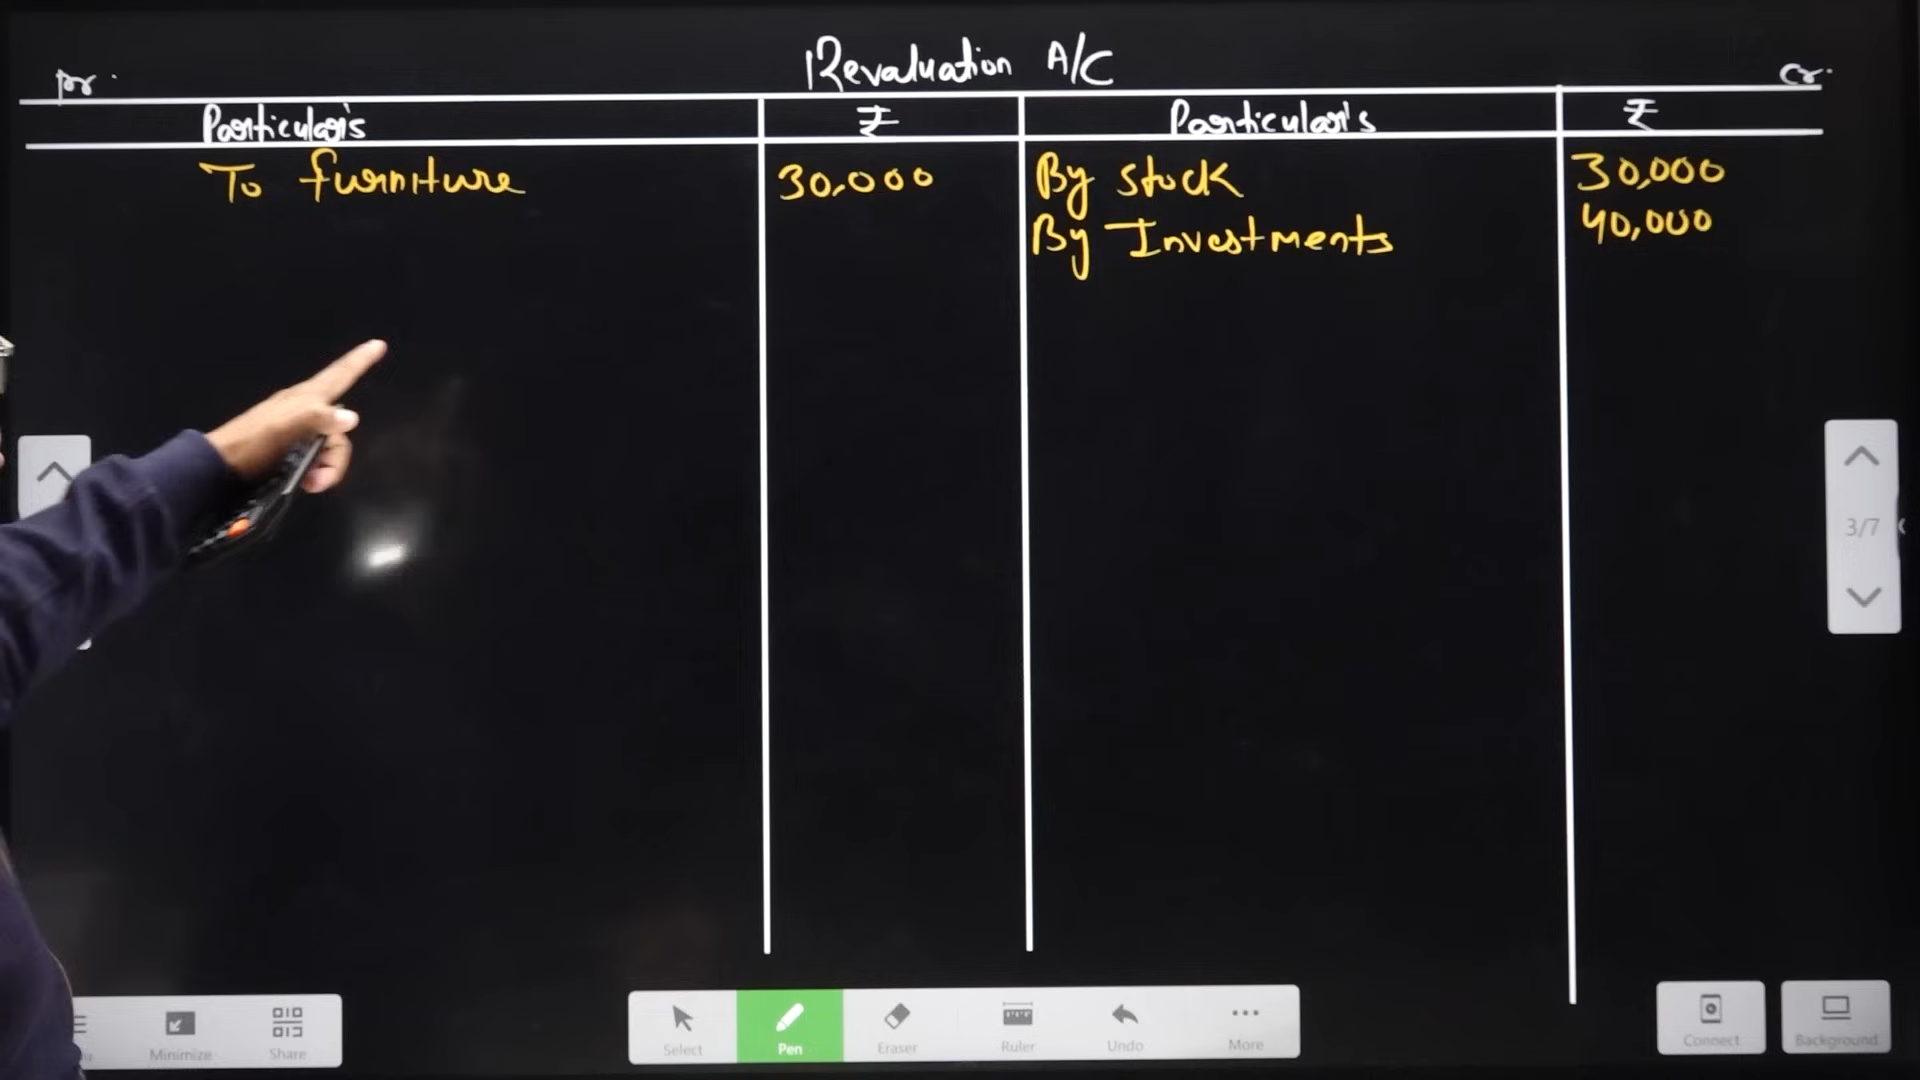 Revaluation A/C
Dr. Cr.
Particulars ₹ Particulars ₹
To furniture 30,000 By stock 30,000
By Investments 40,000
3/7
Minimize Share Select Pen Eraser Ruler Undo More Connect Background